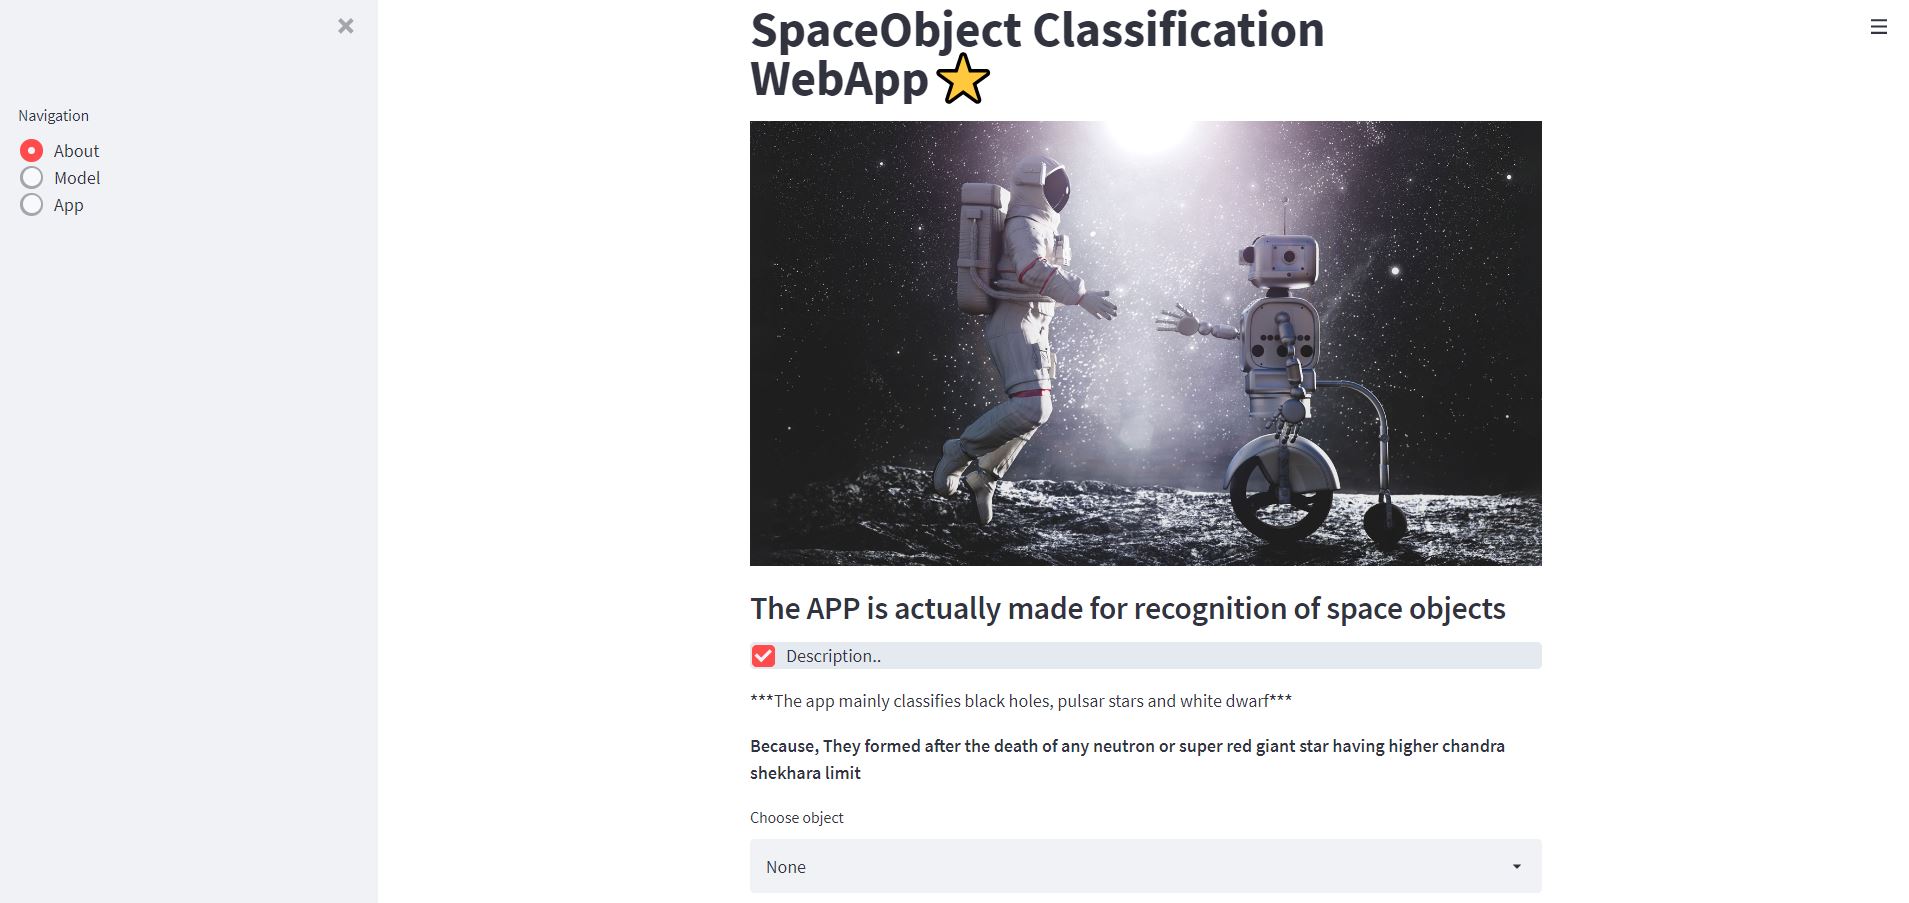 Navigation
About
Model
App
SpaceObject Classification
WebApp
The APP is actually made for recognition of space objects
Description..
***The app mainly classifies black holes, pulsar stars and white dwarf***
Because, They formed after the death of any neutron or super red giant star having higher chandra
shekhara limit
Choose object
None